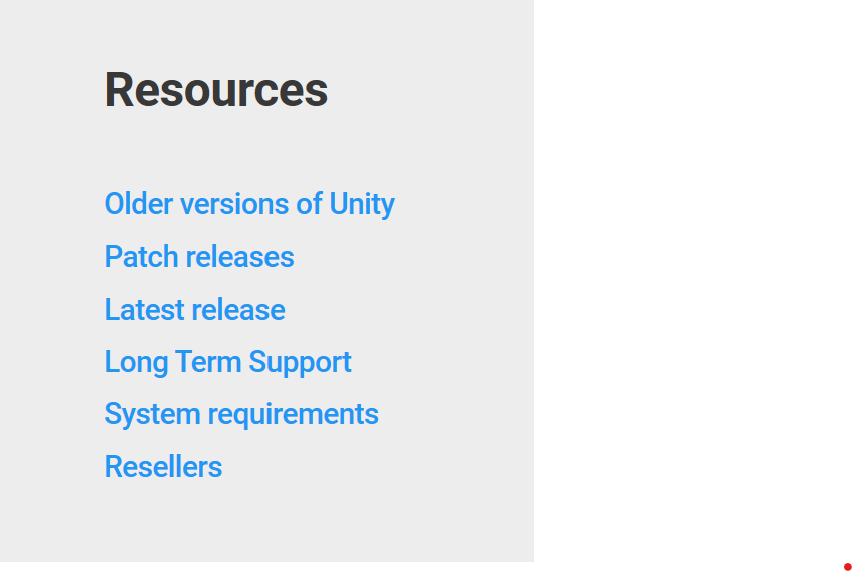 Resources
Older versions of Unity
Patch releases
Latest release
Long Term Support
System requirements
Resellers